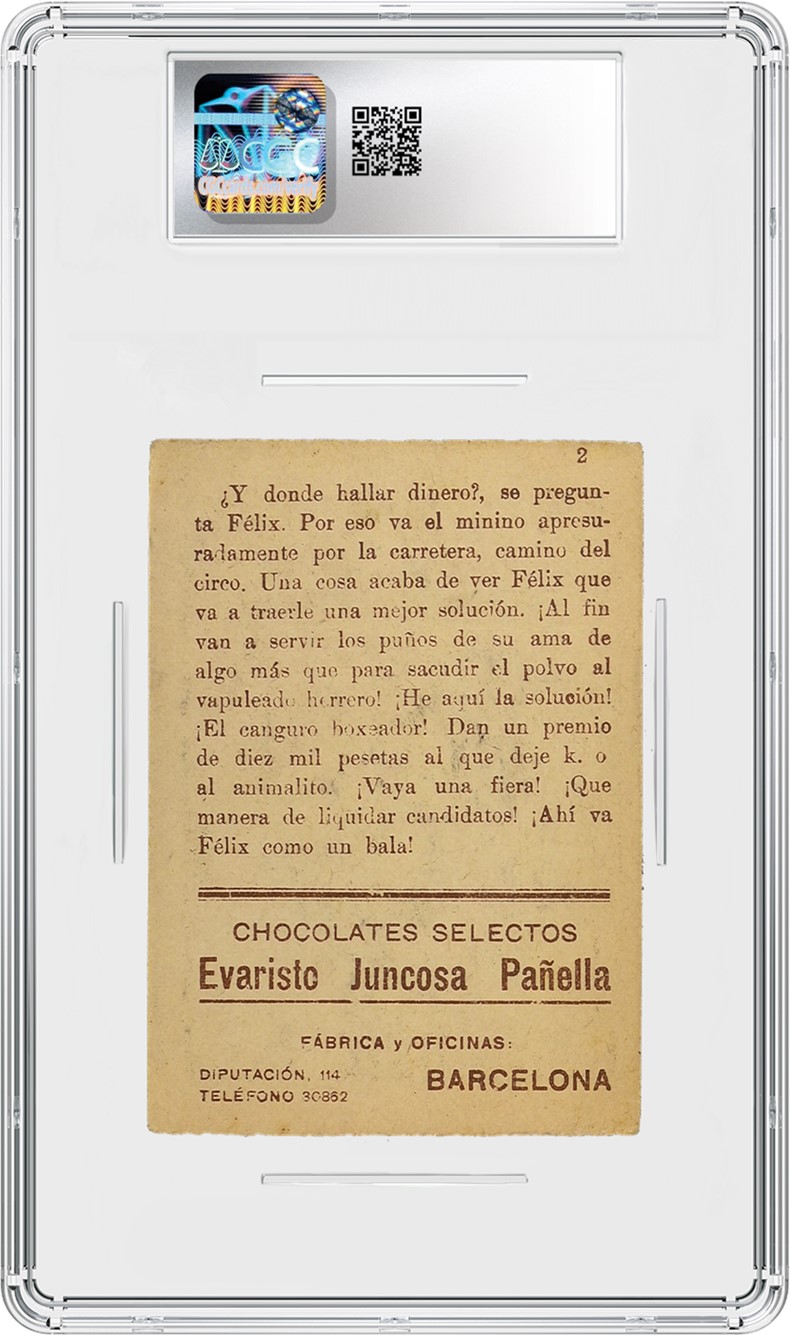 CGC
2
¿Y donde hallar dinero?, se pregun-
ta Félix. Por eso va el minino apresu-
radamente por la carretera, camino del
circo. Una cosa acaba de ver Félix que
va a traerle una mejor solución. ¡Al fin
van a servir los puños de su ama de
algo más que para sacudir el polvo al
vapuleado herrero! ¡He aquí la solución!
¡El canguro boxeador! Dan un premio
de diez mil pesetas al que deje k. o
al animalito. ¡Vaya una fiera! ¡Que
manera de liquidar candidatos! ¡Ahí va
Félix como un bala!
CHOCOLATES SELECTOS
Evaristo Juncosa Pañella
FÁBRICA y OFICINAS:
DIPUTACIÓN, 114
TELÉFONO 30862
BARCELONA